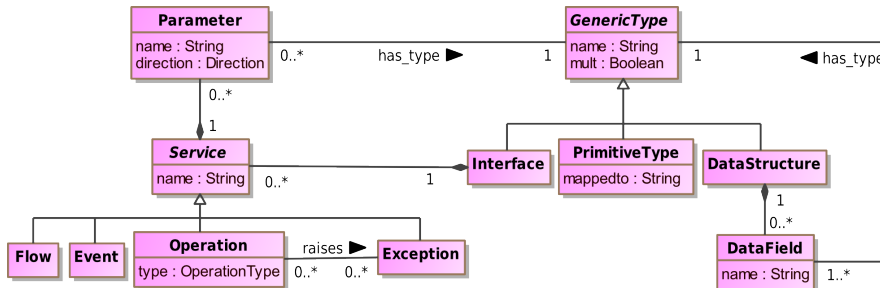 Parameter
name : String
direction : Direction
0..*
has_type
1
GenericType
name : String
mult : Boolean
1
has_type
0..*
1
Service
name : String
0..*
1
Interface
PrimitiveType
mappedto : String
DataStructure
1
0..*
Flow
Event
Operation
type : OperationType
raises
0..*
0..*
Exception
DataField
name : String
1..*